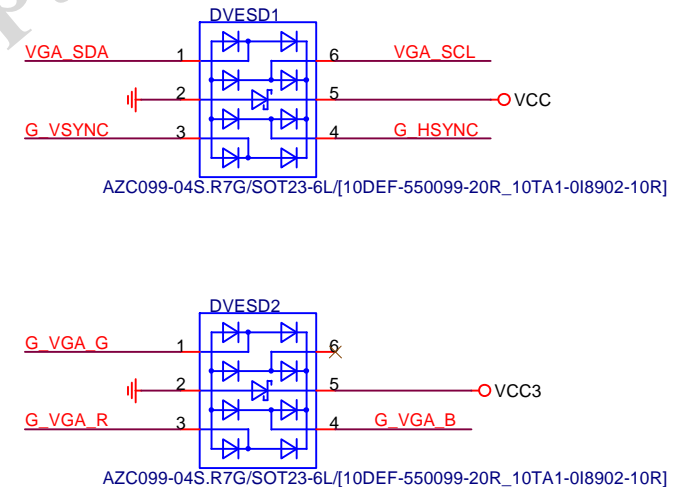 DVESD1
VGA_SDA 1 6 VGA_SCL
2 5 VCC
G_VSYNC 3 4 G_HSYNC
AZC099-04S.R7G/SOT23-6L/[10DEF-550099-20R_10TA1-0I8902-10R]
DVESD2
G_VGA_G 1 6
2 5 VCC3
G_VGA_R 3 4 G_VGA_B
AZC099-04S.R7G/SOT23-6L/[10DEF-550099-20R_10TA1-0I8902-10R]